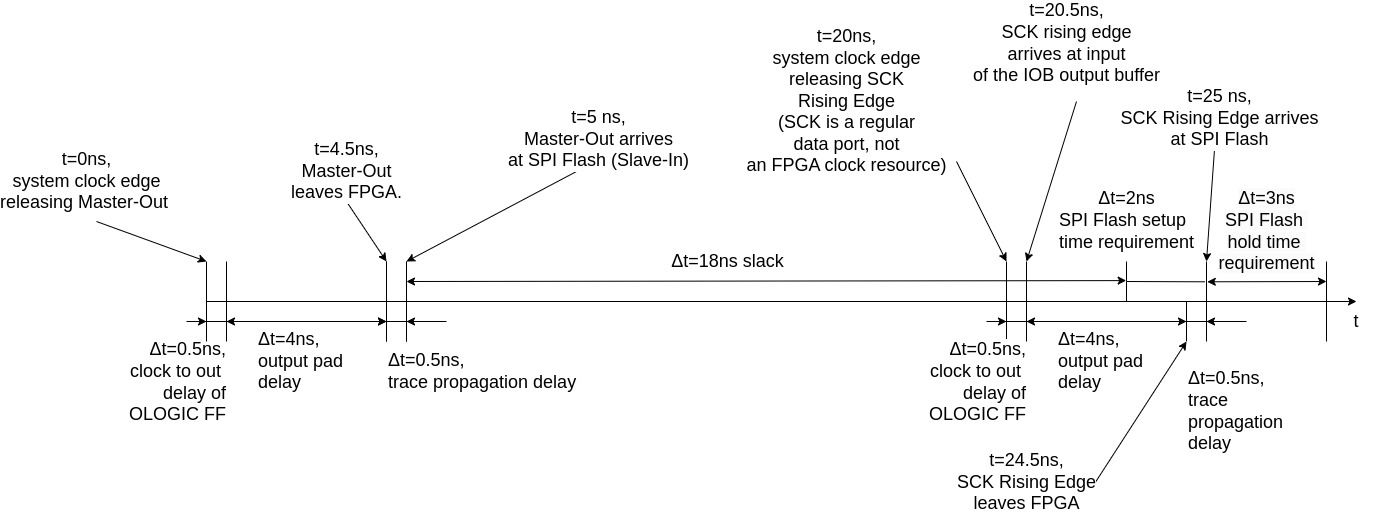 t=0ns,
system clock edge
releasing Master-Out
t=4.5ns,
Master-Out
leaves FPGA.
t=5 ns,
Master-Out arrives
at SPI Flash (Slave-In)
t=20ns,
system clock edge
releasing SCK
Rising Edge
(SCK is a regular
data port, not
an FPGA clock resource)
t=20.5ns,
SCK rising edge
arrives at input
of the IOB output buffer
t=25 ns,
SCK Rising Edge arrives
at SPI Flash
Δt=2ns
SPI Flash setup
time requirement
Δt=3ns
SPI Flash
hold time
requirement
Δt=18ns slack
t
Δt=0.5ns,
clock to out
delay of
OLOGIC FF
Δt=4ns,
output pad
delay
Δt=0.5ns,
trace propagation delay
Δt=0.5ns,
clock to out
delay of
OLOGIC FF
Δt=4ns,
output pad
delay
Δt=0.5ns,
trace
propagation
delay
t=24.5ns,
SCK Rising Edge
leaves FPGA